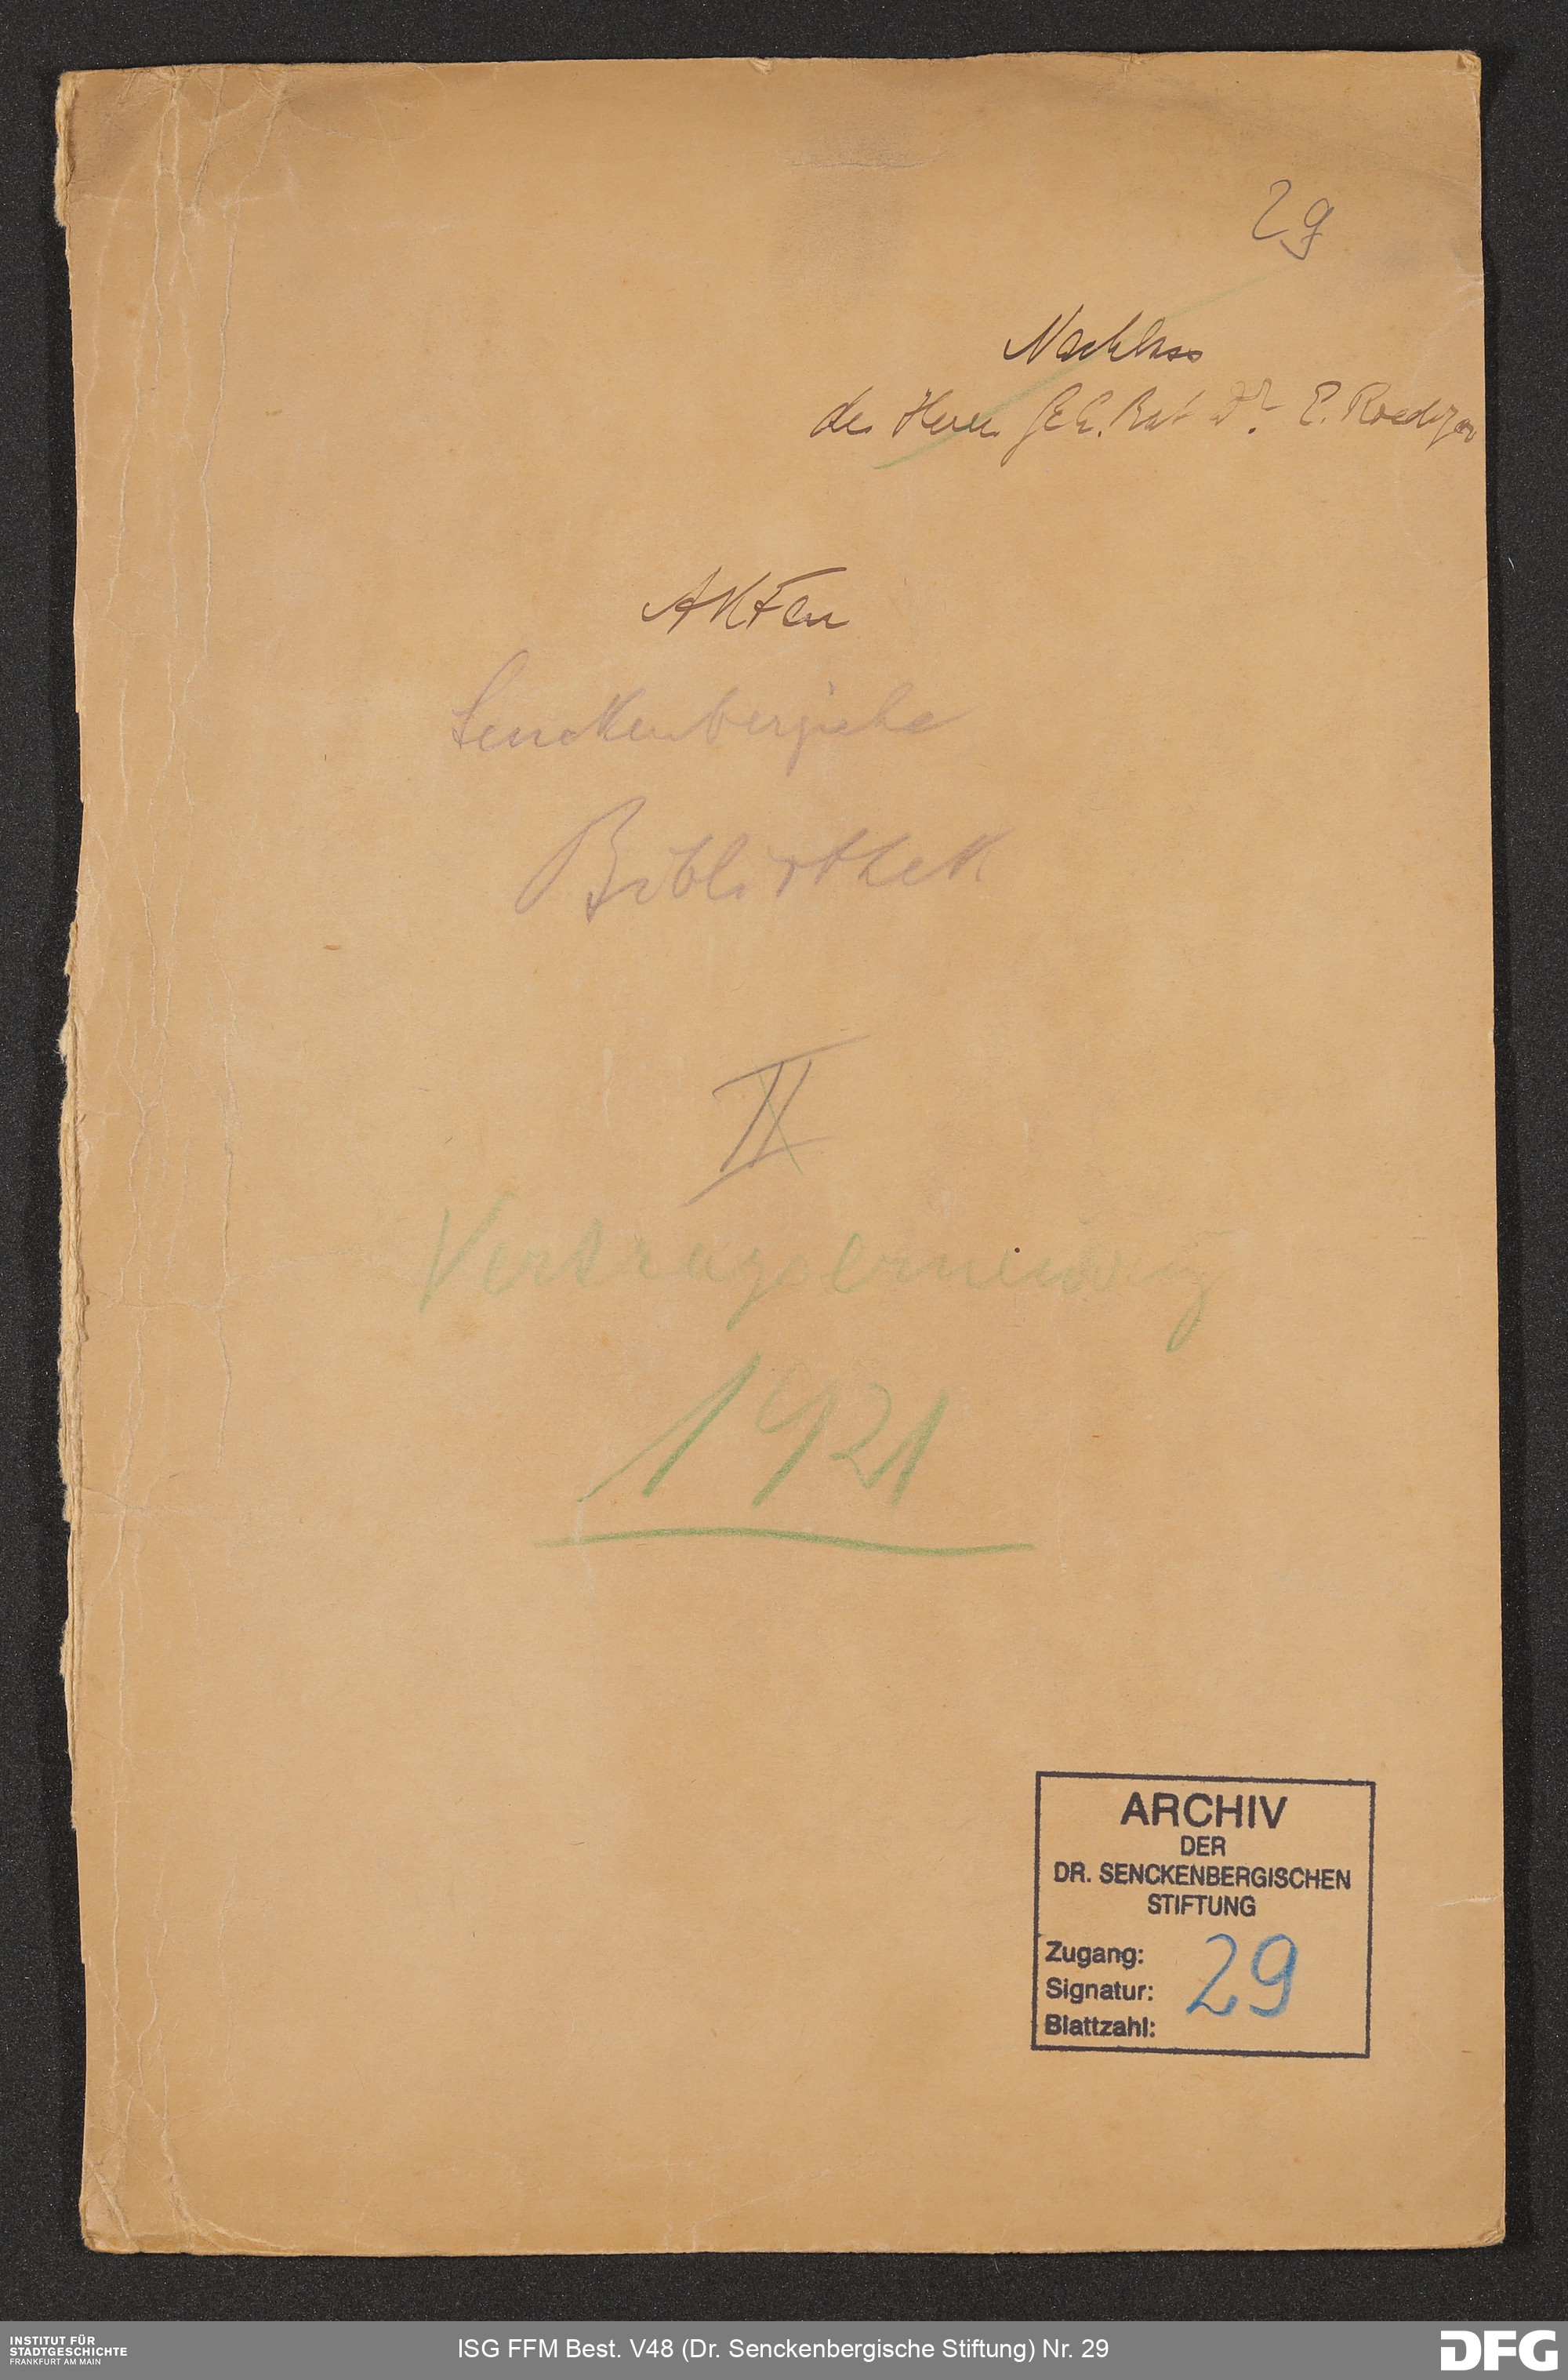 29
Nachlass
des Herrn Geh. Rat Dr. E. Roediger
Akten
Senckenbergische
Bibliothek
II
Vertragserneuerung
1921
ARCHIV
DER
DR. SENCKENBERGISCHEN
STIFTUNG
Zugang:
Signatur: 29
Blattzahl:
INSTITUT FÜR
STADTGESCHICHTE
FRANKFURT AM MAIN
ISG FFM Best. V48 (Dr. Senckenbergische Stiftung) Nr. 29
DFG